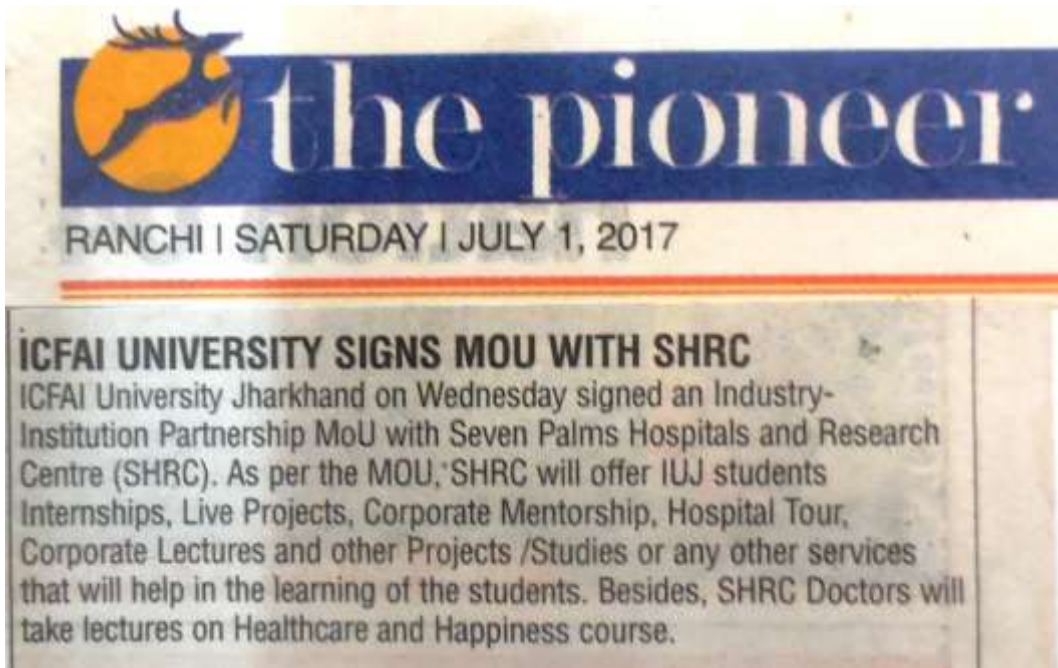 the pioneer
RANCHI | SATURDAY | JULY 1, 2017
ICFAI UNIVERSITY SIGNS MOU WITH SHRC
ICFAI University Jharkhand on Wednesday signed an Industry-
Institution Partnership MoU with Seven Palms Hospitals and Research
Centre (SHRC). As per the MOU, SHRC will offer IUJ students
Internships, Live Projects, Corporate Mentorship, Hospital Tour,
Corporate Lectures and other Projects /Studies or any other services
that will help in the learning of the students. Besides, SHRC Doctors will
take lectures on Healthcare and Happiness course.